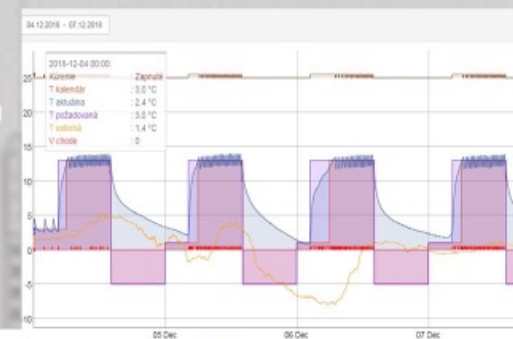 04.12.2018 - 07.12.2018
2018-12-04 00:00
Kúrenie : Zapnuté
T kalendár : 3,0 °C
T aktuálna : 2,4 °C
T požadovaná : 3,0 °C
T externá : 1,4 °C
V chode : 0
25
20
15
10
5
0
-5
-10
05 Dec 06 Dec 07 Dec